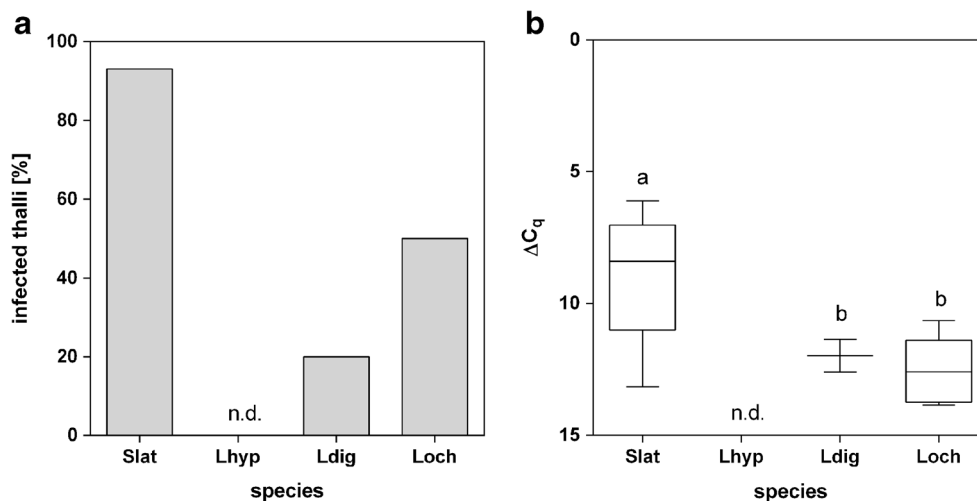 a
infected thalli [%]
100
80
60
40
20
0
n.d.
Slat Lhyp Ldig Loch
species
b
ΔCq
0
5
10
15
a
n.d.
b
b
Slat Lhyp Ldig Loch
species